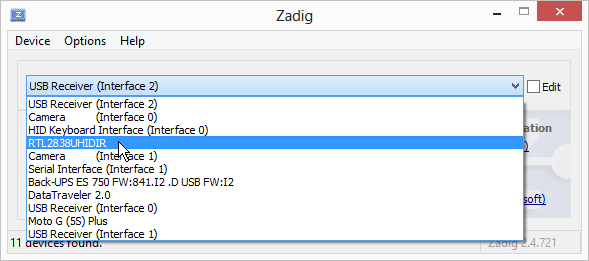 Zadig
Device Options Help
USB Receiver (Interface 2)
Edit
USB Receiver (Interface 2)
Camera (Interface 0)
HID Keyboard Interface (Interface 0)
RTL2838UHIDIR
Camera (Interface 1)
Serial Interface (Interface 1)
Back-UPS ES 750 FW:841.I2 .D USB FW:I2
DataTraveler 2.0
USB Receiver (Interface 0)
Moto G (5S) Plus
USB Receiver (Interface 1)
ation
)
soft)
11 devices found.
Zadig 2.4.721